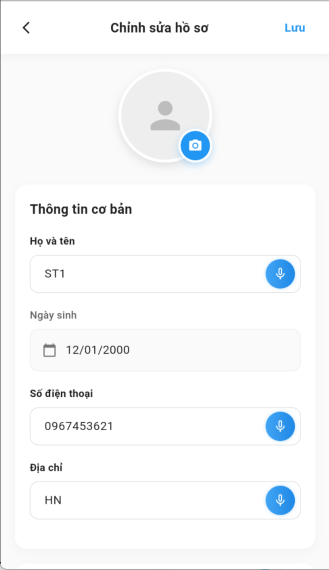 Chỉnh sửa hồ sơ
Lưu
Thông tin cơ bản
Họ và tên
ST1
Ngày sinh
12/01/2000
Số điện thoại
0967453621
Địa chỉ
HN